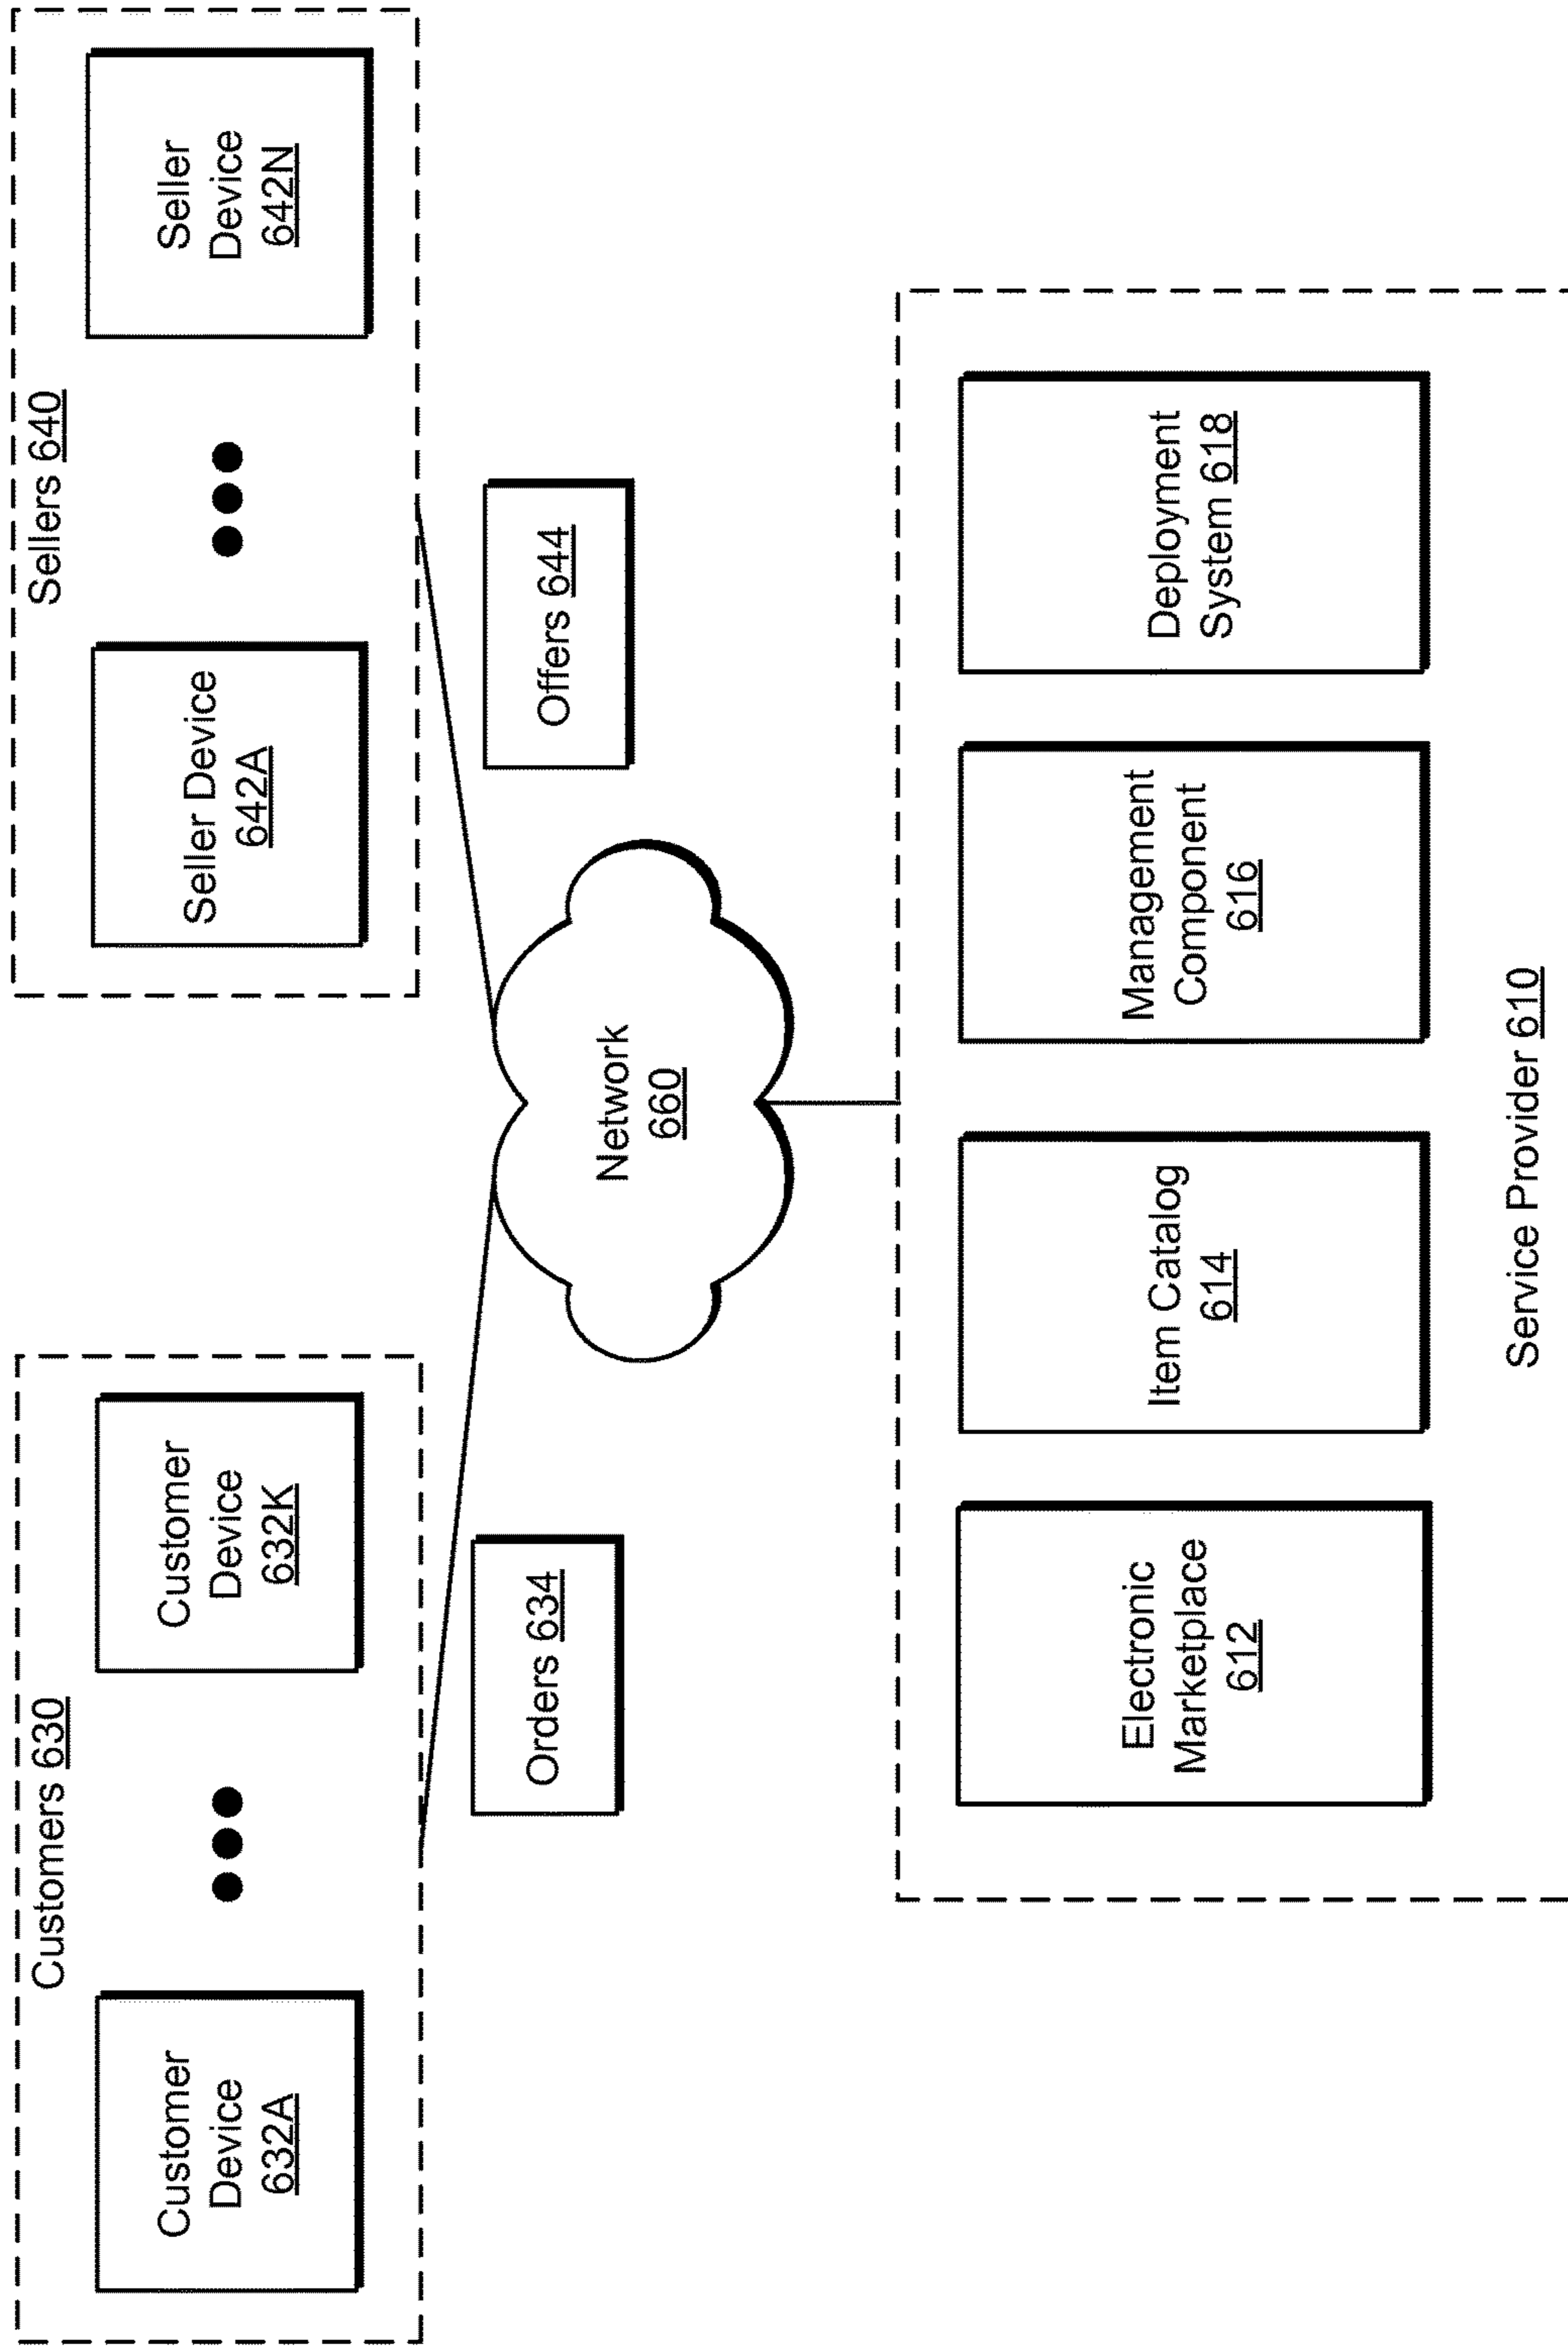 Customers 630
Customer
Device
632A
Customer
Device
632K
Sellers 640
Seller Device
642A
Seller
Device
642N
Orders 634
Network
660
Offers 644
Electronic
Marketplace
612
Item Catalog
614
Management
Component
616
Deployment
System 618
Service Provider 610